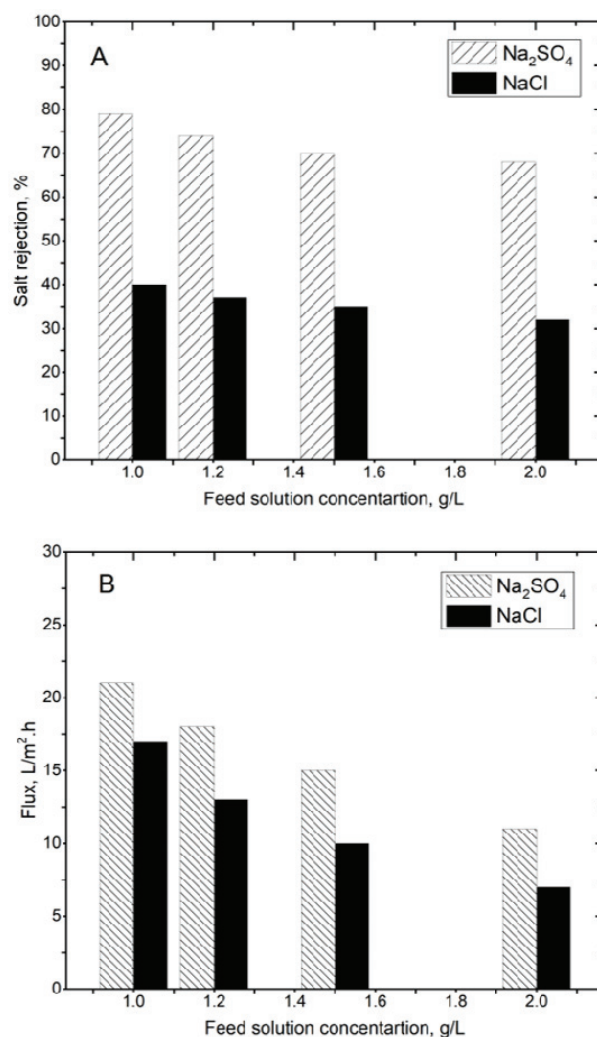 A
Na₂SO₄
NaCl
Salt rejection, %
100
90
80
70
60
50
40
30
20
10
0
1.0 1.2 1.4 1.6 1.8 2.0
Feed solution concentartion, g/L
B
Na₂SO₄
NaCl
Flux, L/m².h
30
25
20
15
10
5
0
1.0 1.2 1.4 1.6 1.8 2.0
Feed solution concentartion, g/L